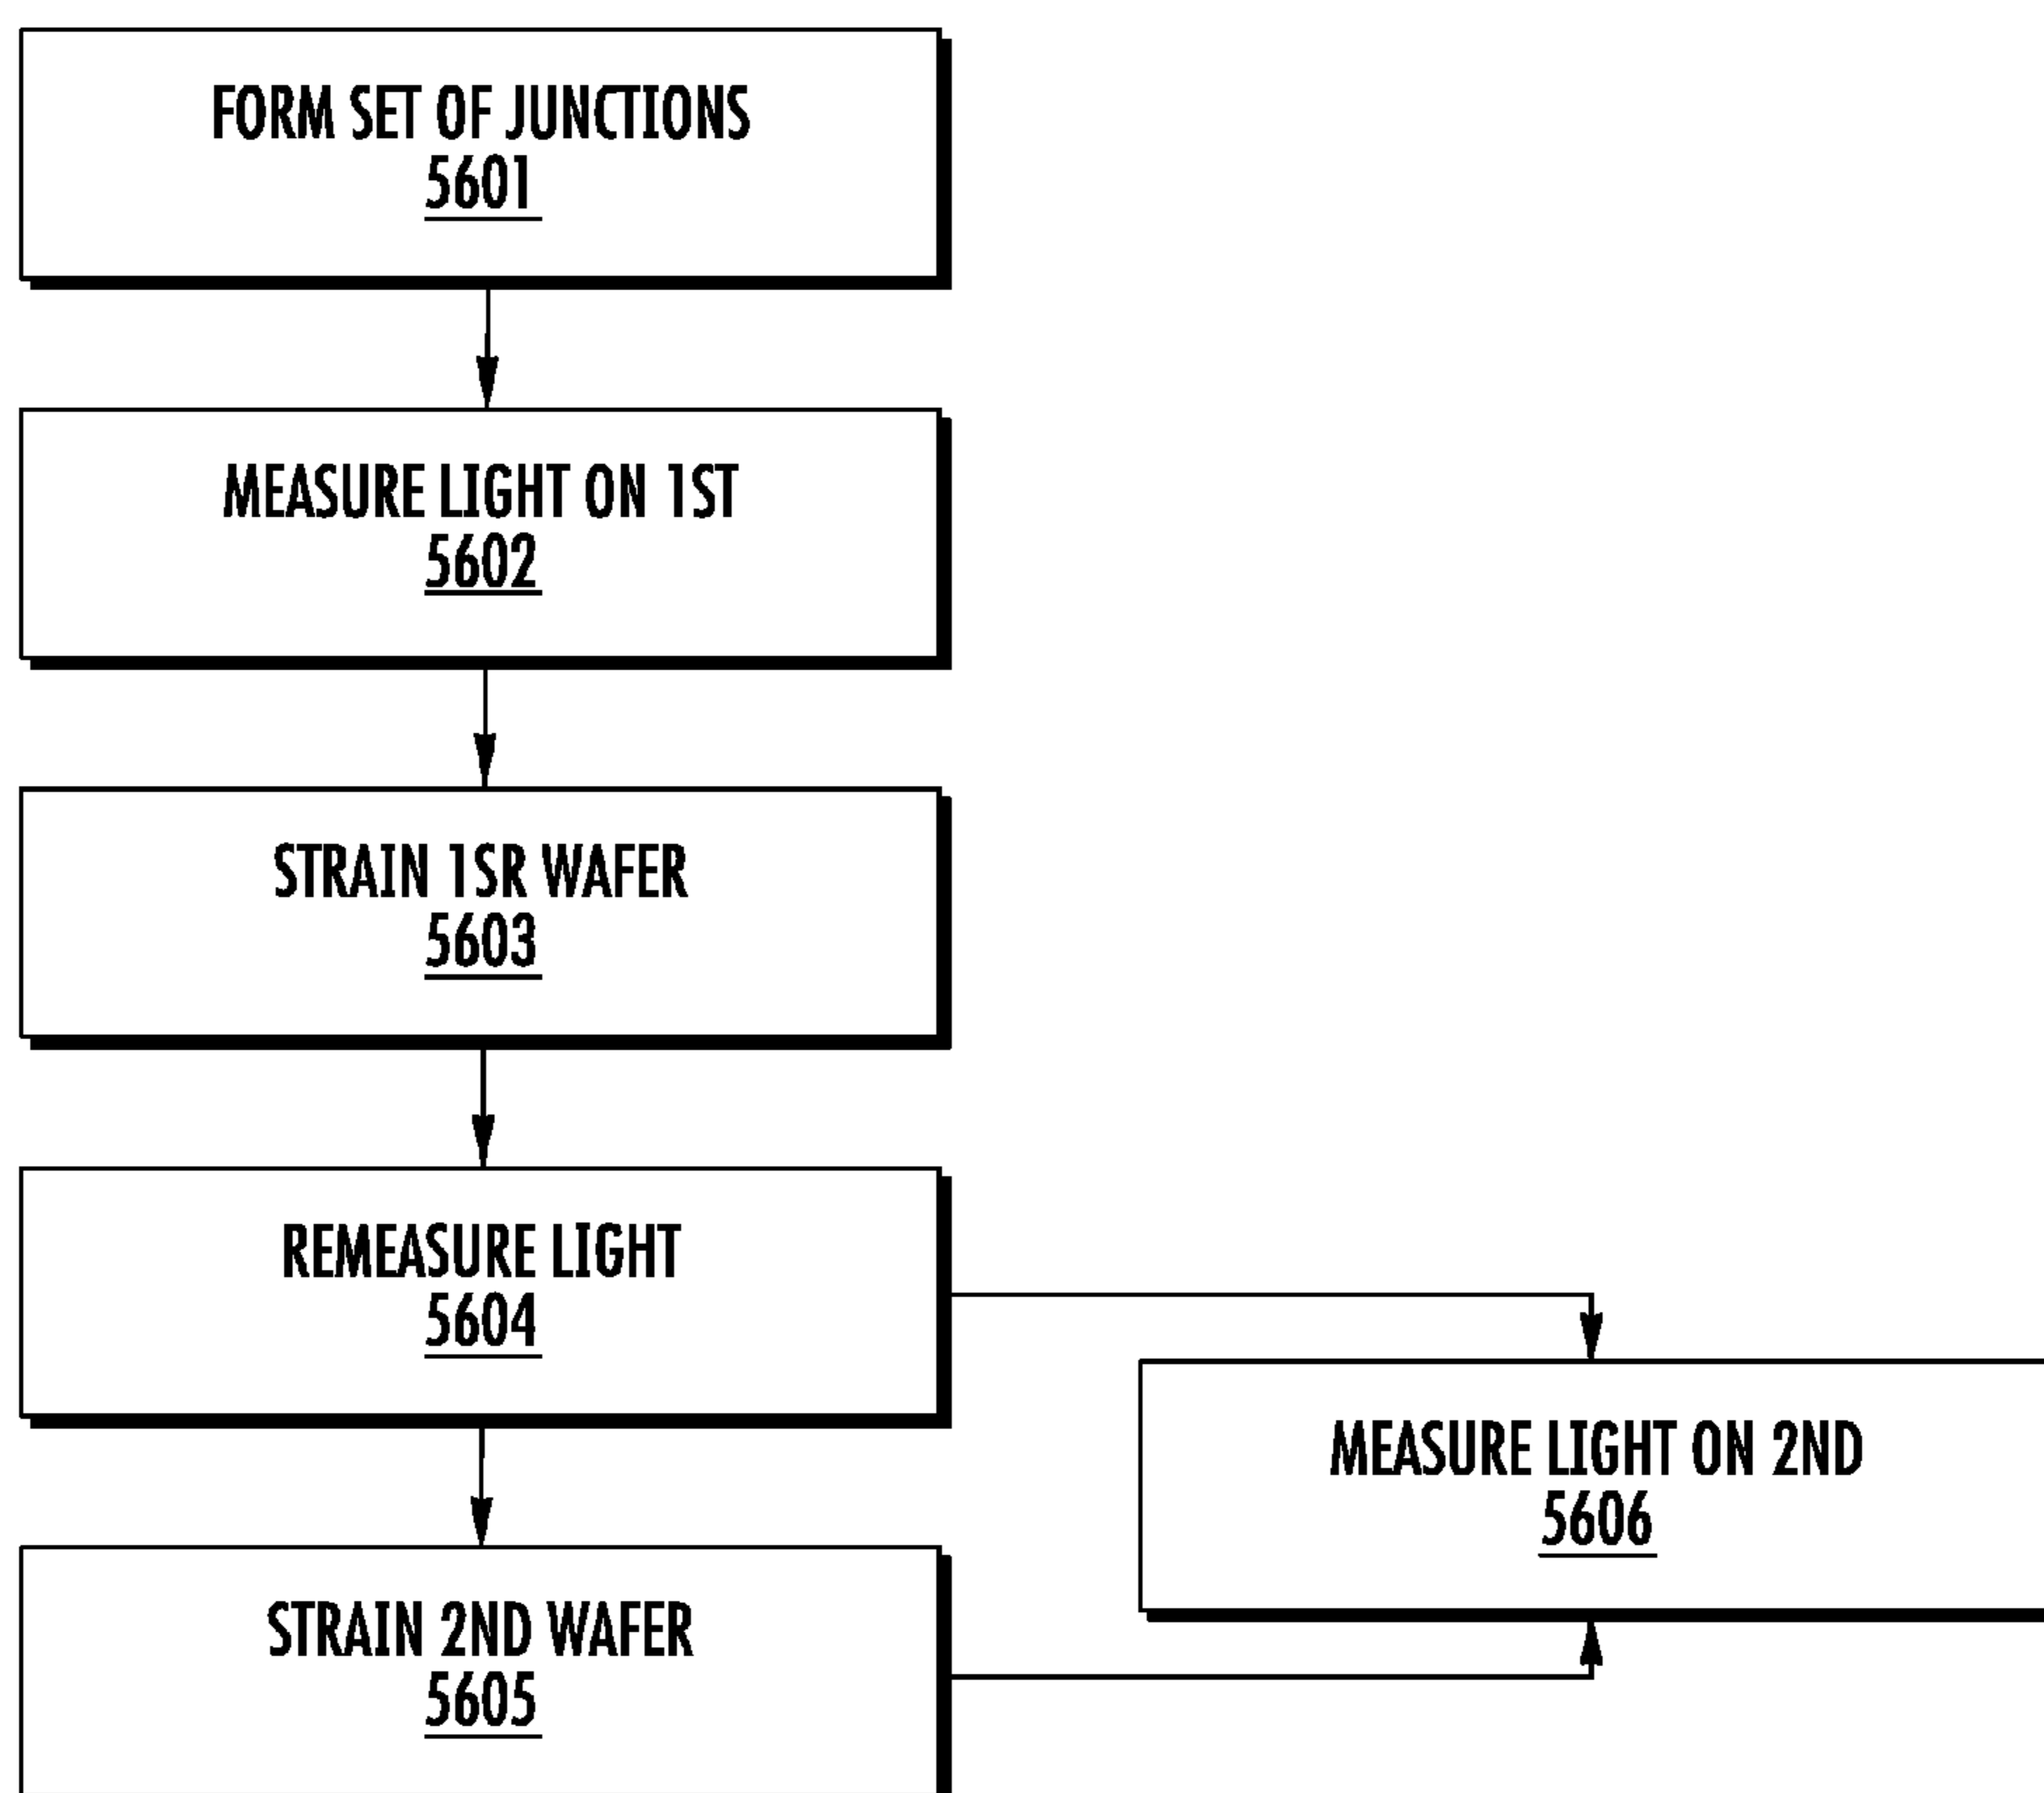 FORM SET OF JUNCTIONS
5601
MEASURE LIGHT ON 1ST
5602
STRAIN 1SR WAFER
5603
REMEASURE LIGHT
5604
MEASURE LIGHT ON 2ND
5606
STRAIN 2ND WAFER
5605